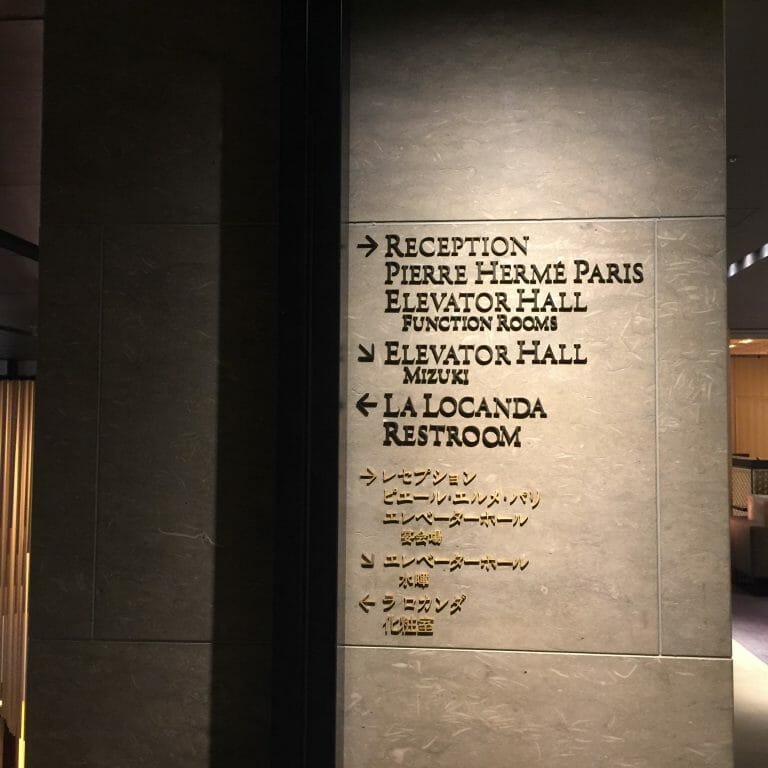 → RECEPTION
PIERRE HERMÉ PARIS
ELEVATOR HALL
FUNCTION ROOMS
↘ ELEVATOR HALL
MIZUKI
← LA LOCANDA
RESTROOM
→ レセプション
ピエール・エルメ・パリ
エレベーターホール
宴会場
↘ エレベーターホール
水暉
← ラ ロカンダ
化粧室